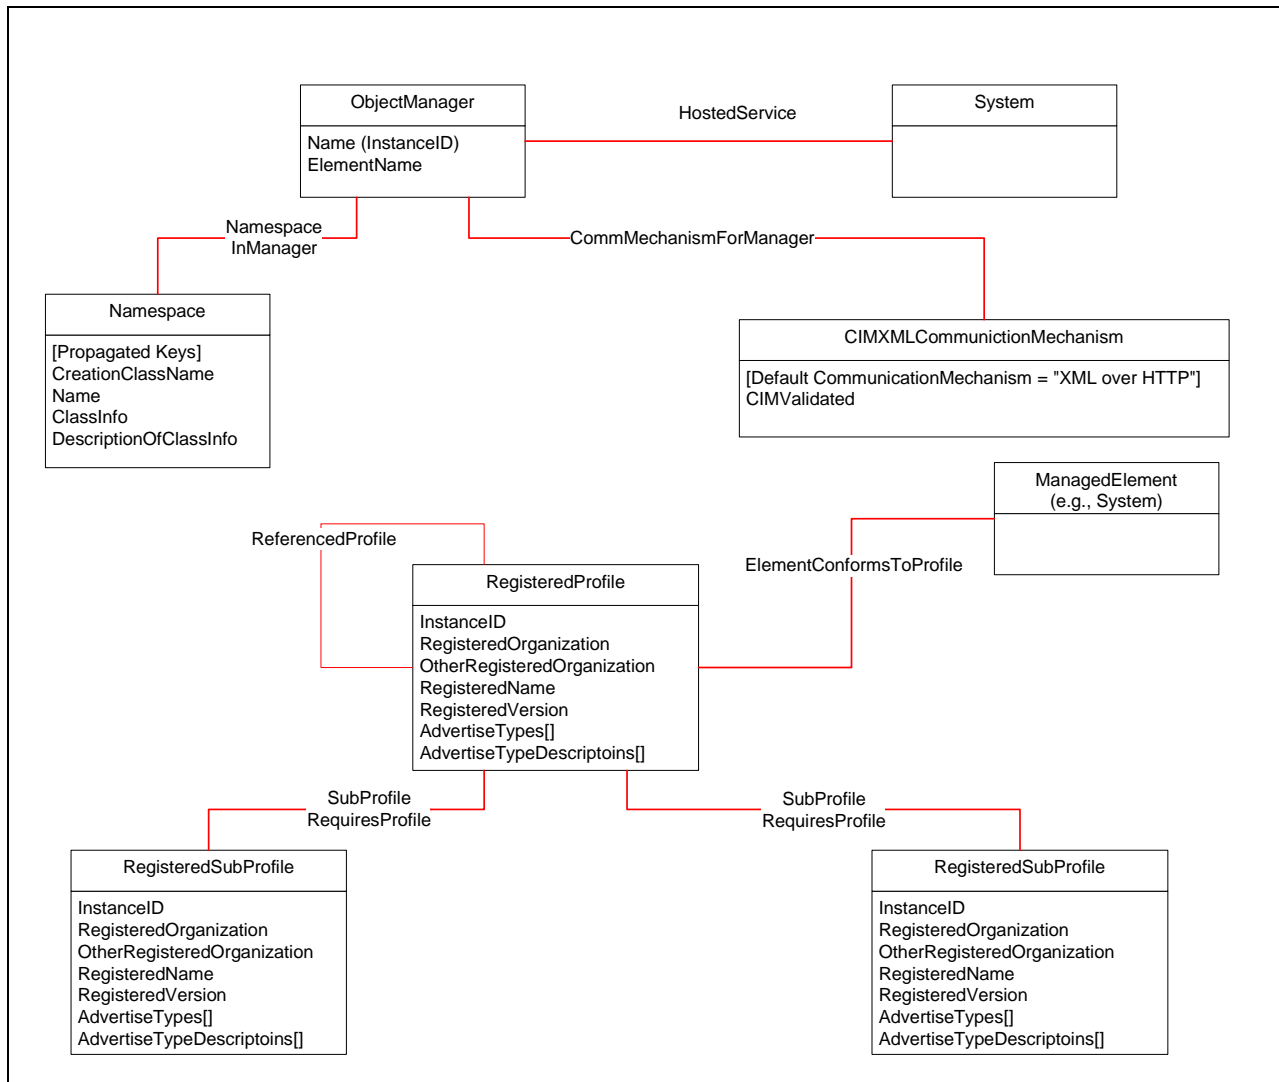 ObjectManager
Name (InstanceID)
ElementName
HostedService
System
Namespace
InManager
CommMechanismForManager
Namespace
[Propagated Keys]
CreationClassName
Name
ClassInfo
DescriptionOfClassInfo
CIMXMLCommunictionMechanism
[Default CommunicationMechanism = "XML over HTTP"]
CIMValidated
ManagedElement
(e.g., System)
ReferencedProfile
ElementConformsToProfile
RegisteredProfile
InstanceID
RegisteredOrganization
OtherRegisteredOrganization
RegisteredName
RegisteredVersion
AdvertiseTypes[]
AdvertiseTypeDescriptoins[]
SubProfile
RequiresProfile
SubProfile
RequiresProfile
RegisteredSubProfile
InstanceID
RegisteredOrganization
OtherRegisteredOrganization
RegisteredName
RegisteredVersion
AdvertiseTypes[]
AdvertiseTypeDescriptoins[]
RegisteredSubProfile
InstanceID
RegisteredOrganization
OtherRegisteredOrganization
RegisteredName
RegisteredVersion
AdvertiseTypes[]
AdvertiseTypeDescriptoins[]